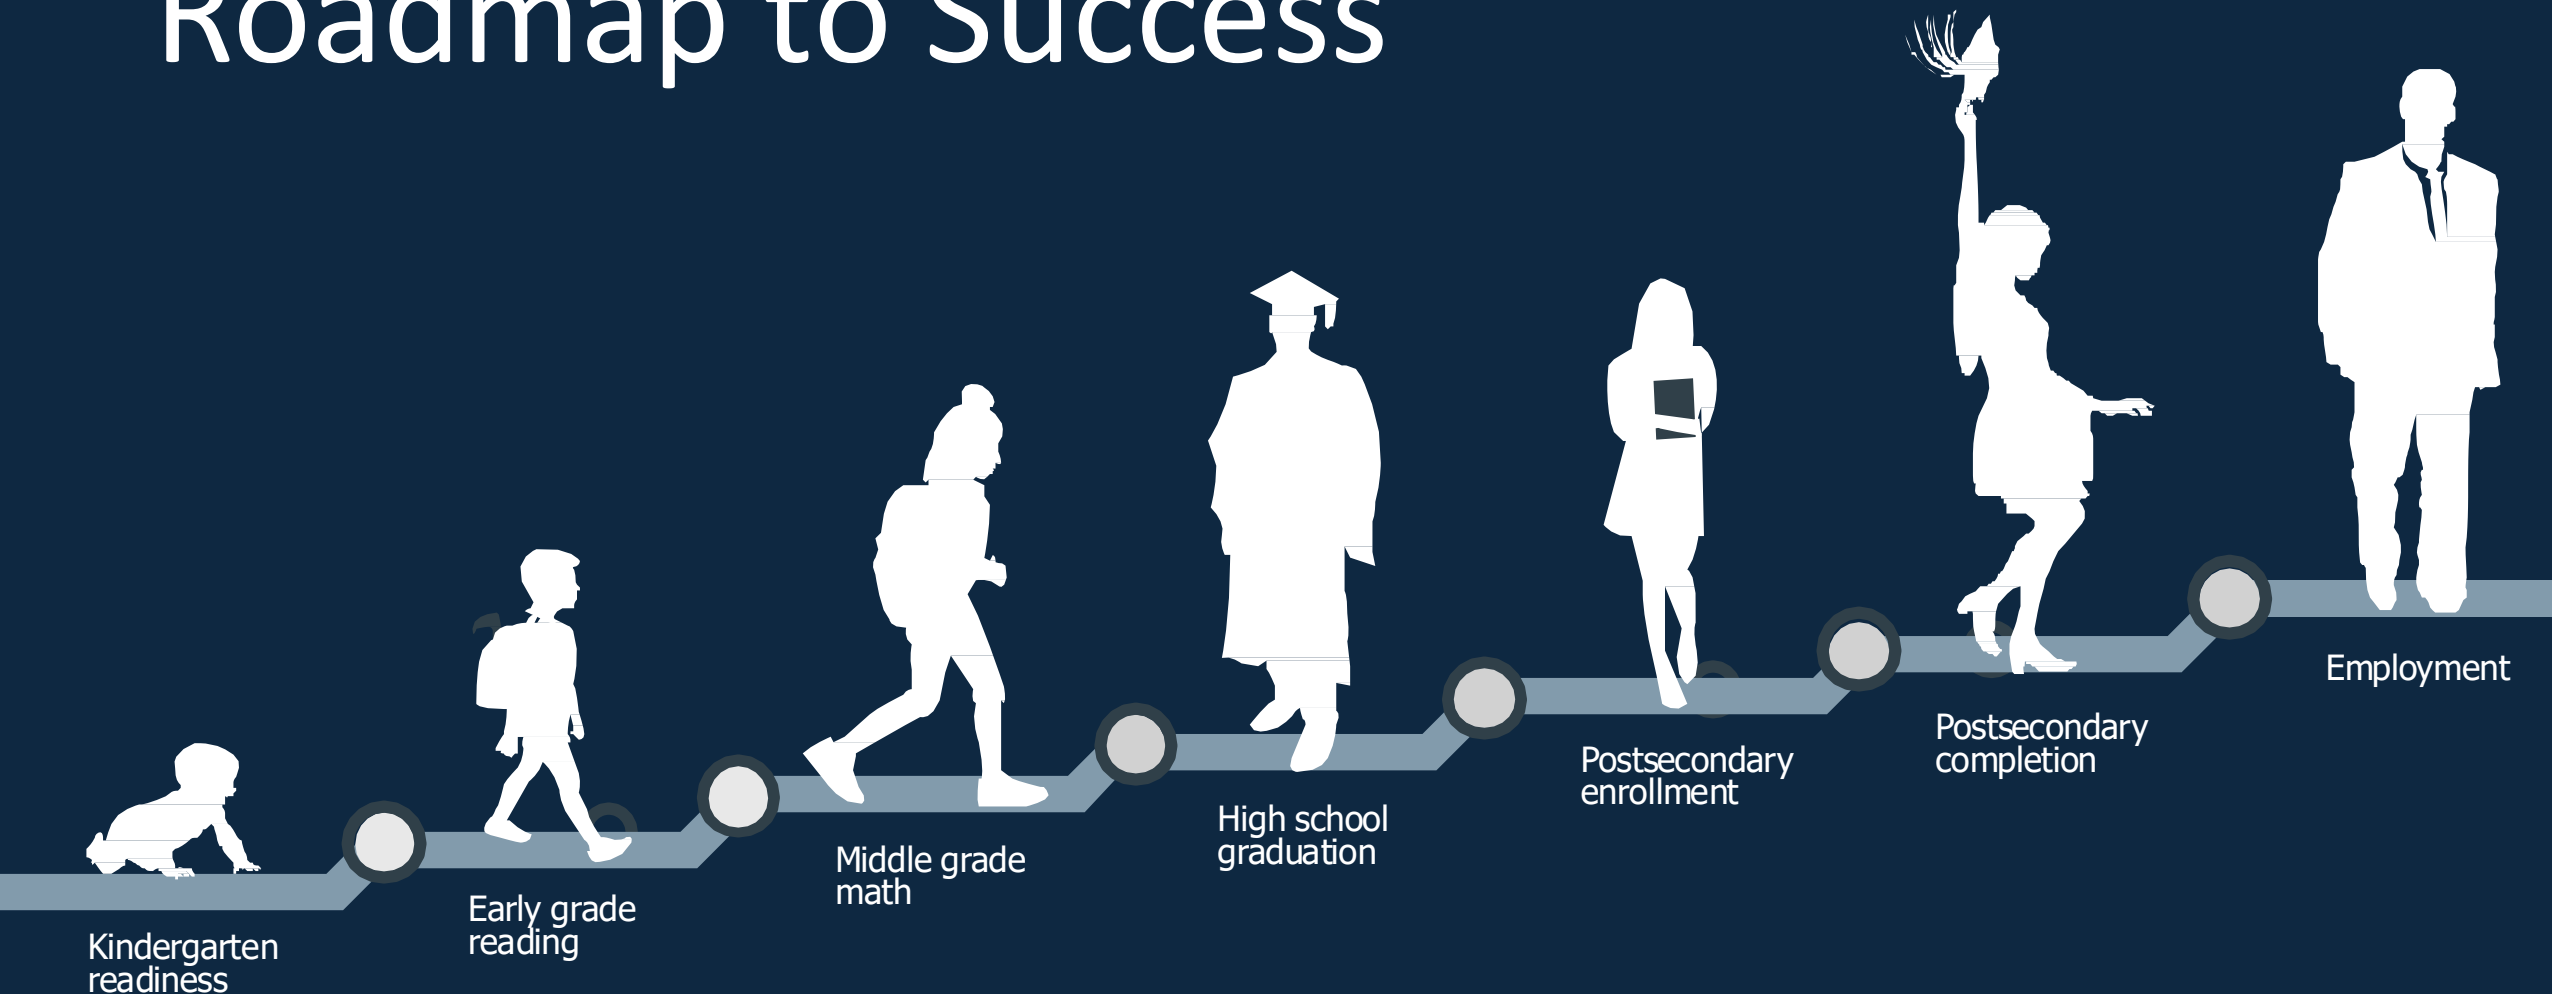 Roadmap to Success
Kindergarten
readiness
Early grade
reading
Middle grade
math
High school
graduation
Postsecondary
enrollment
Postsecondary
completion
Employment